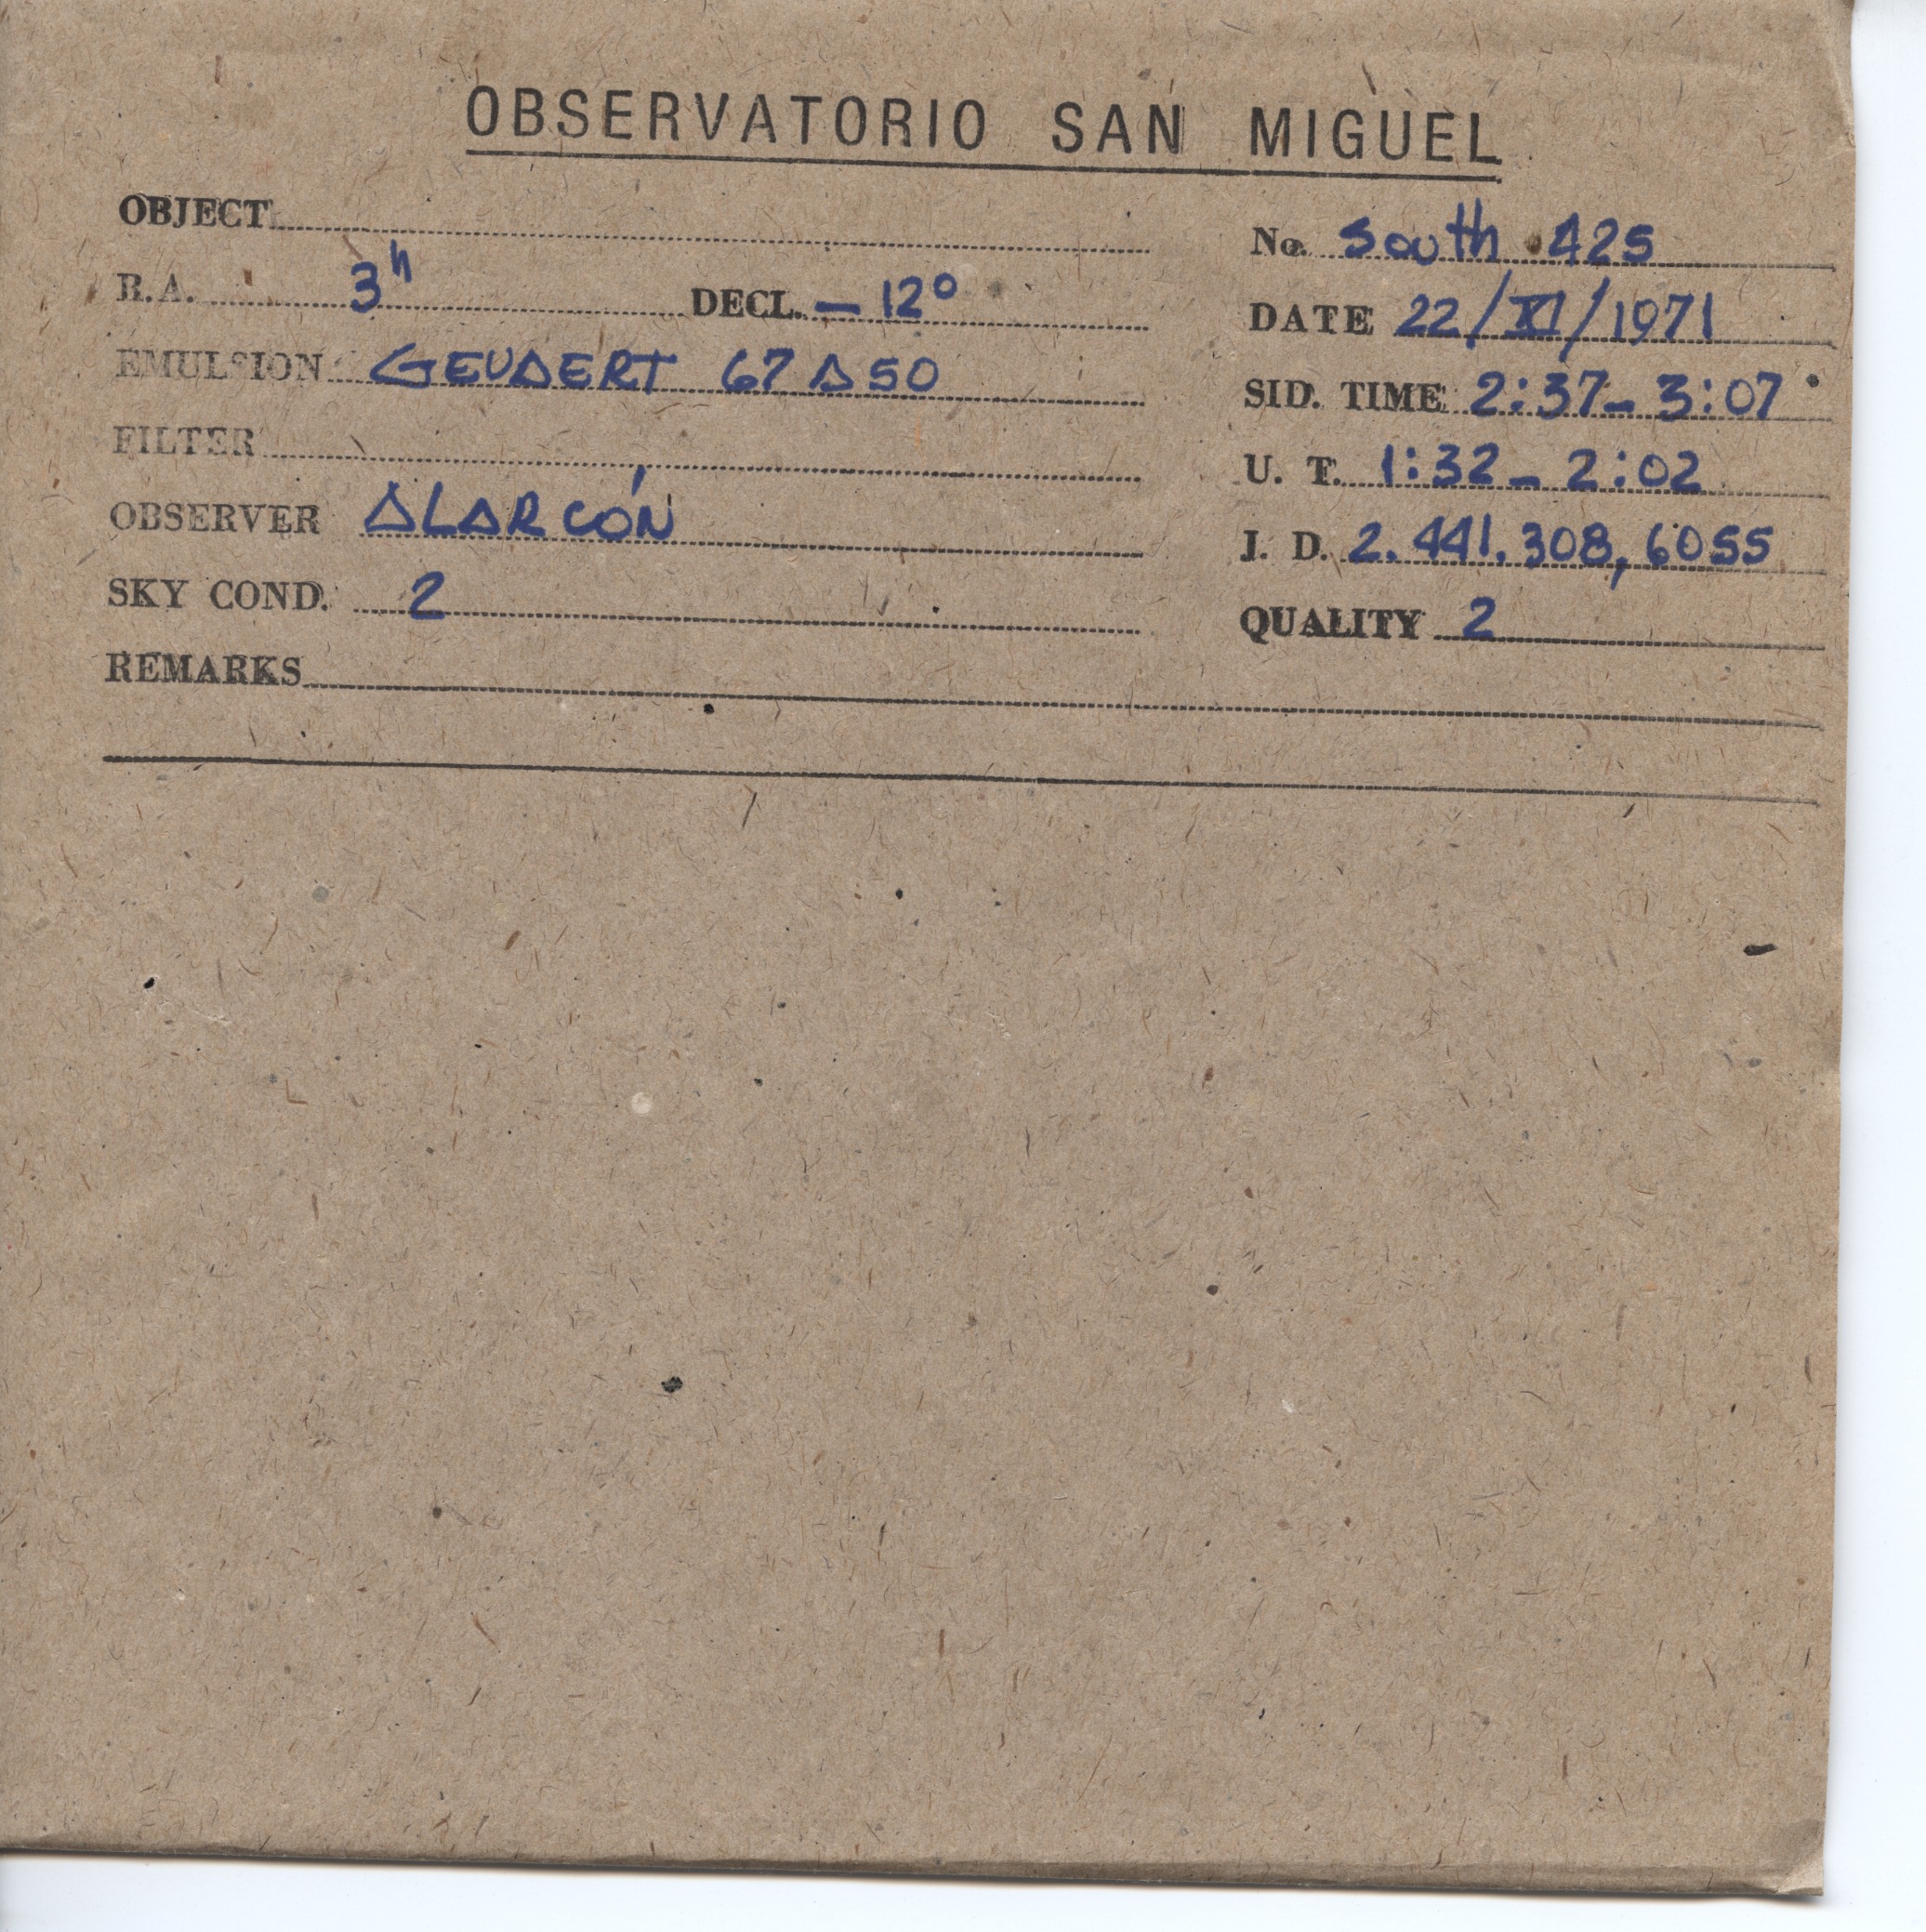 OBSERVATORIO SAN MIGUEL
OBJECT
No. South 425
R.A. 3h DECL. - 12°
DATE 22/XI/1971
EMULSION GEVAERT 67 A 50
SID. TIME 2:37 - 3:07
FILTER
U. T. 1:32 - 2:02
OBSERVER ALARCÓN
J. D. 2.441.308,6055
SKY COND. 2
QUALITY 2
REMARKS